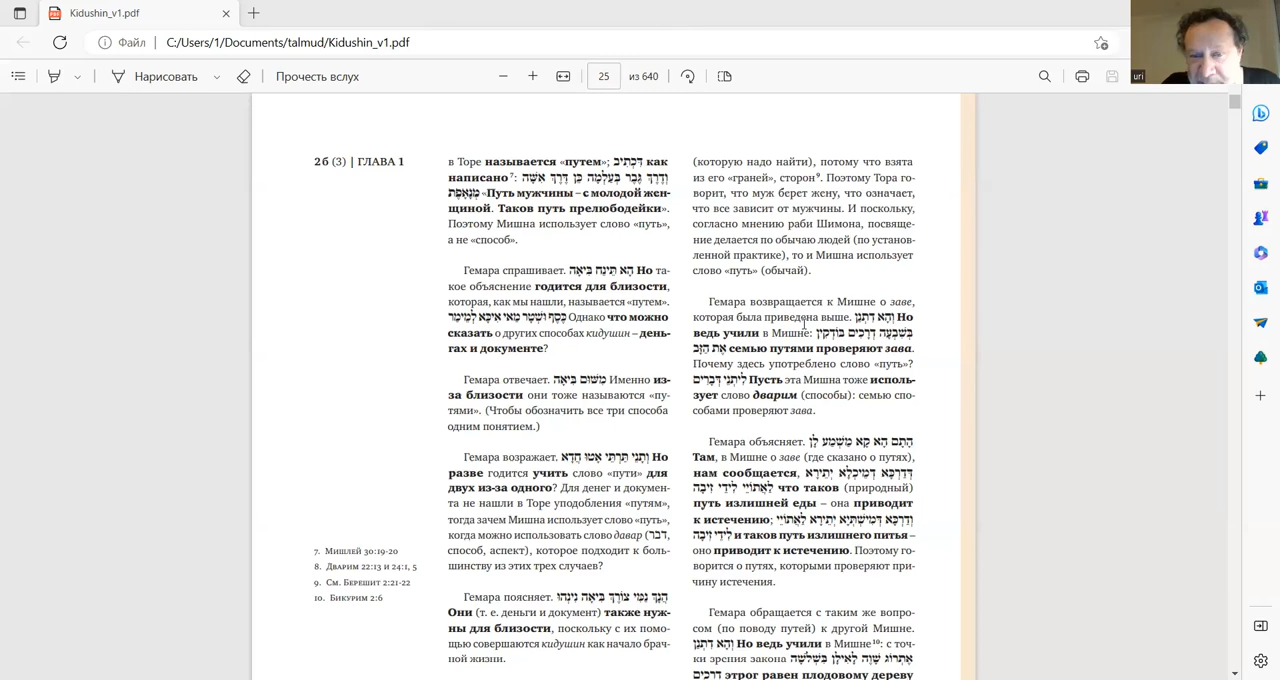 Kidushin_v1.pdf
Файл
C:/Users/1/Documents/talmud/Kidushin_v1.pdf
Нарисовать
Прочесть вслух
25 из 640
uri
2б (3) | ГЛАВА 1
в Торе называется «путем»; דִּכְתִיב как
написано⁷: וְדֶרֶךְ גֶּבֶר בְּעַלְמָה כֵּן דֶּרֶךְ אִשָּׁה
מְנָאָפֶת «Путь мужчины – с молодой жен-
щиной. Таков путь прелюбодейки».
Поэтому Мишна использует слово «путь»,
а не «способ».
Гемара спрашивает. הָא תִּינַח בִּיאָה Но та-
кое объяснение годится для близости,
которая, как мы нашли, называется «путем».
כֶּסֶף וּשְׁטָר מַאי אִיכָּא לְמֵימַר Однако что можно
сказать о других способах кидушин – день-
гах и документе?
Гемара отвечает. מִשּׁוּם בִּיאָה Именно из-
за близости они тоже называются «пу-
тями». (Чтобы обозначить все три способа
одним понятием.)
Гемара возражает. וְתָנֵי תַּרְתֵּי אַטּוּ חֲדָא Но
разве годится учить слово «пути» для
двух из-за одного? Для денег и докумен-
та не нашли в Торе уподобления «путям»,
тогда зачем Мишна использует слово «путь»,
когда можно использовать слово давар (דבר,
способ, аспект), которое подходит к боль-
шинству из этих трех случаев?
Гемара поясняет. הָנָךְ נַמִּי צוֹרֶךְ בִּיאָה נִינְהוּ
Они (т. е. деньги и документ) также нуж-
ны для близости, поскольку с их помо-
щью совершаются кидушин как начало брач-
ной жизни.
7. Мишлей 30:19-20
8. Дварим 22:13 и 24:1, 5
9. См. Берешит 2:21-22
10. Бикурим 2:6
(которую надо найти), потому что взята
из его «граней», сторон⁹. Поэтому Тора го-
ворит, что муж берет жену, что означает,
что все зависит от мужчины. И поскольку,
согласно мнению раби Шимона, посвяще-
ние делается по обычаю людей (по установ-
ленной практике), то и Мишна использует
слово «путь» (обычай).
Гемара возвращается к Мишне о заве,
которая была приведена выше. וְהָא דִּתְנַן Но
ведь учили в Мишне: בְּשִׁבְעָה דְּרָכִים בּוֹדְקִין
אֶת הַזָּב семью путями проверяют зава.
Почему здесь употреблено слово «путь»?
לִיתְנֵי דְּבָרִים Пусть эта Мишна тоже исполь-
зует слово дварим (способы): семью спо-
собами проверяют зава.
Гемара объясняет. הָתָם הָא קָא מַשְׁמַע לָן
Там, в Мишне о заве (где сказано о путях),
нам сообщается, דְּדַרְכָּא דְּמֵיכְלָא יַתִּירָא
לְאֵתוֹיֵי לִידֵי זִיבָה что таков (природный)
путь излишней еды – она приводит
к истечению; וְדַרְכָּא דְּמִישְׁתְּיָא יַתִּירָא לְאֵתוֹיֵי
לִידֵי זִיבָה и таков путь излишнего питья –
оно приводит к истечению. Поэтому го-
ворится о путях, которыми проверяют при-
чину истечения.
Гемара обращается с таким же вопро-
сом (по поводу путей) к другой Мишне.
וְהָא דִּתְנַן Но ведь учили в Мишне¹⁰: с точ-
ки зрения закона אֶתְרוֹג שָׁוֶה לָאִילָן בִּשְׁלֹשָׁה
דְּרָכִים этрог равен плодовому дереву